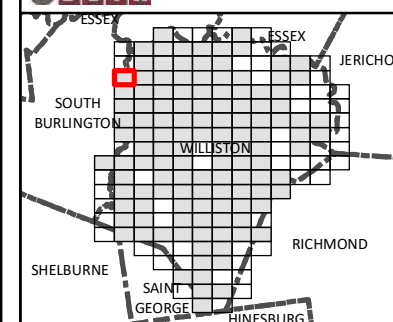 ESSEX
ESSEX
JERICHO
SOUTH
BURLINGTON
WILLISTON
RICHMOND
SHELBURNE
SAINT
GEORGE
HINESBURG